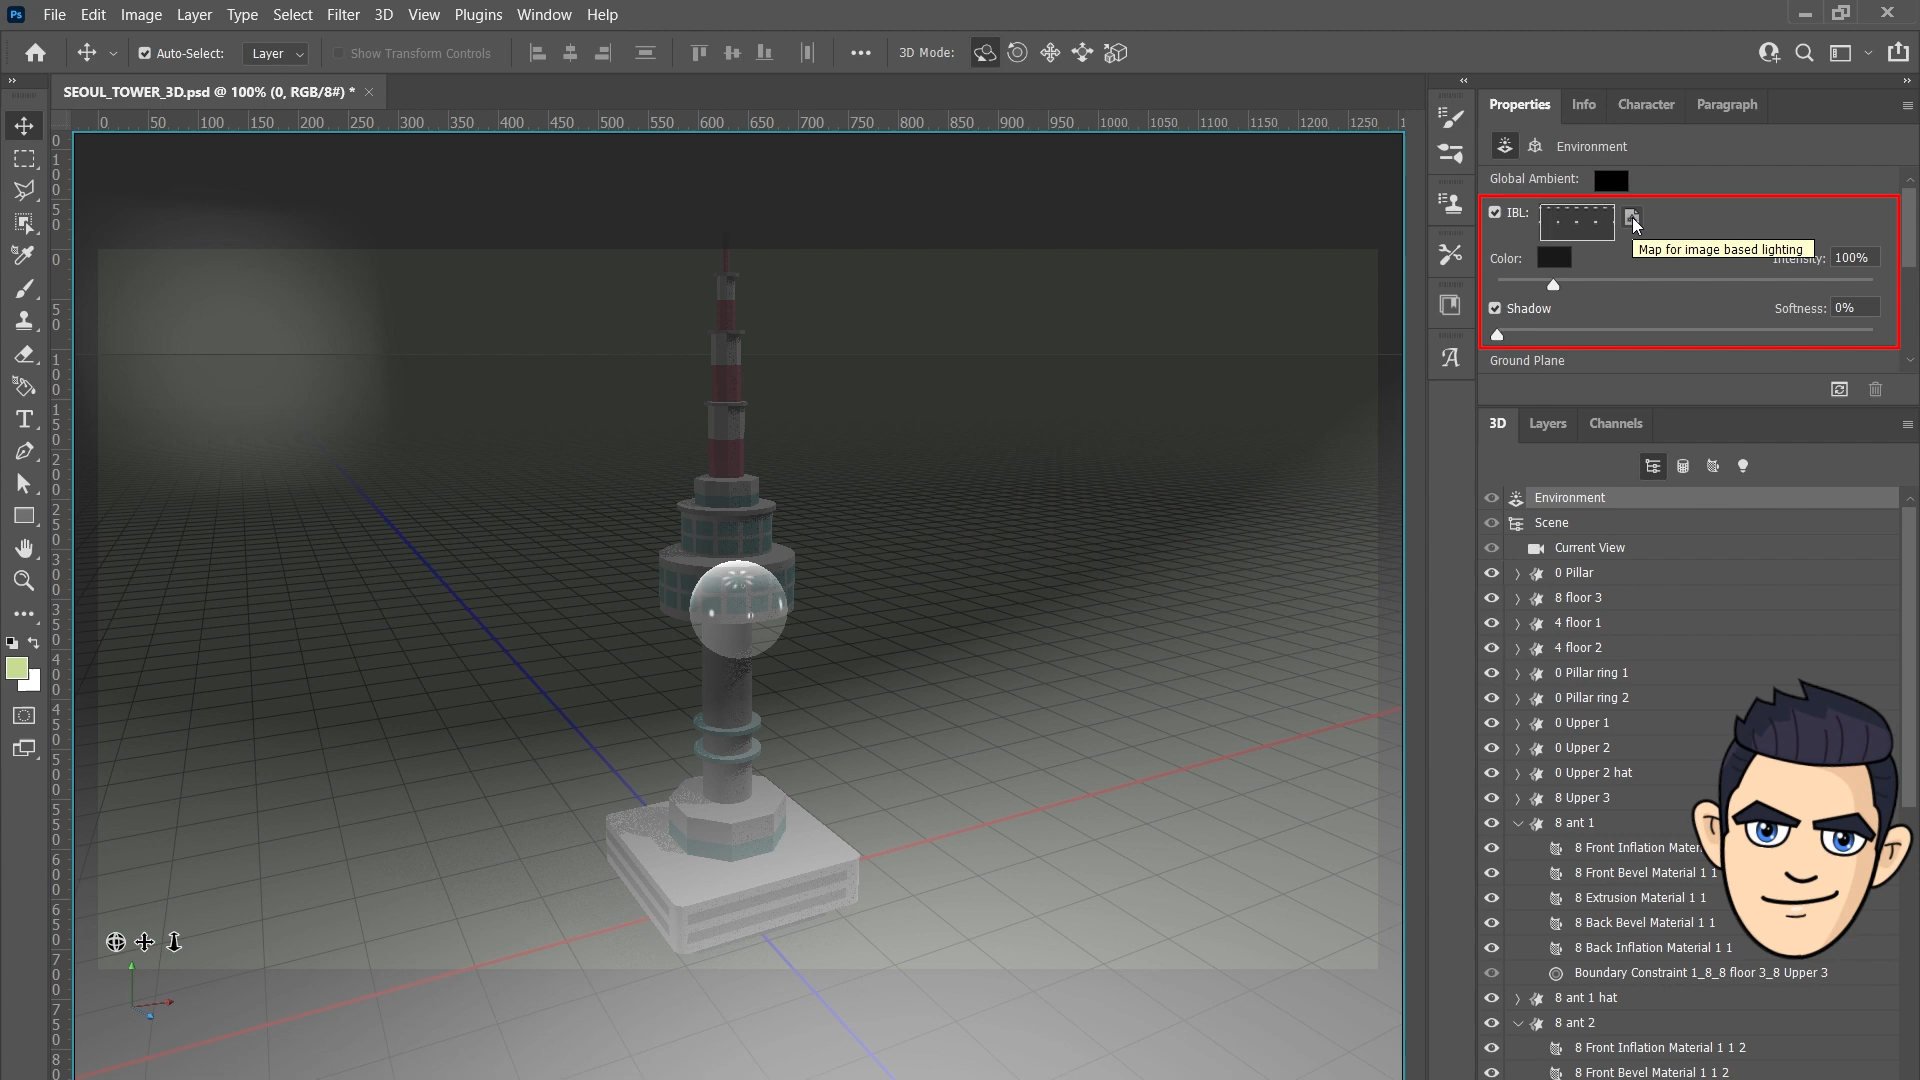 Ps File Edit Image Layer Type Select Filter 3D View Plugins Window Help
Auto-Select: Layer Show Transform Controls 3D Mode:
SEOUL_TOWER_3D.psd @ 100% (0, RGB/8#) *
0 50 100 150 200 250 300 350 400 450 500 550 600 650 700 750 800 850 900 950 1000 1050 1100 1150 1200 1250
Properties Info Character Paragraph
Environment
Global Ambient:
IBL:
Map for image based lighting
Color: Intensity: 100%
Shadow Softness: 0%
Ground Plane
3D Layers Channels
Environment
Scene
Current View
0 Pillar
8 floor 3
4 floor 1
4 floor 2
0 Pillar ring 1
0 Pillar ring 2
0 Upper 1
0 Upper 2
0 Upper 2 hat
8 Upper 3
8 ant 1
8 Front Inflation Mater
8 Front Bevel Material 1 1
8 Extrusion Material 1 1
8 Back Bevel Material 1 1
8 Back Inflation Material 1 1
Boundary Constraint 1_8_8 floor 3_8 Upper 3
8 ant 1 hat
8 ant 2
8 Front Inflation Material 1 1 2
8 Front Bevel Material 1 1 2